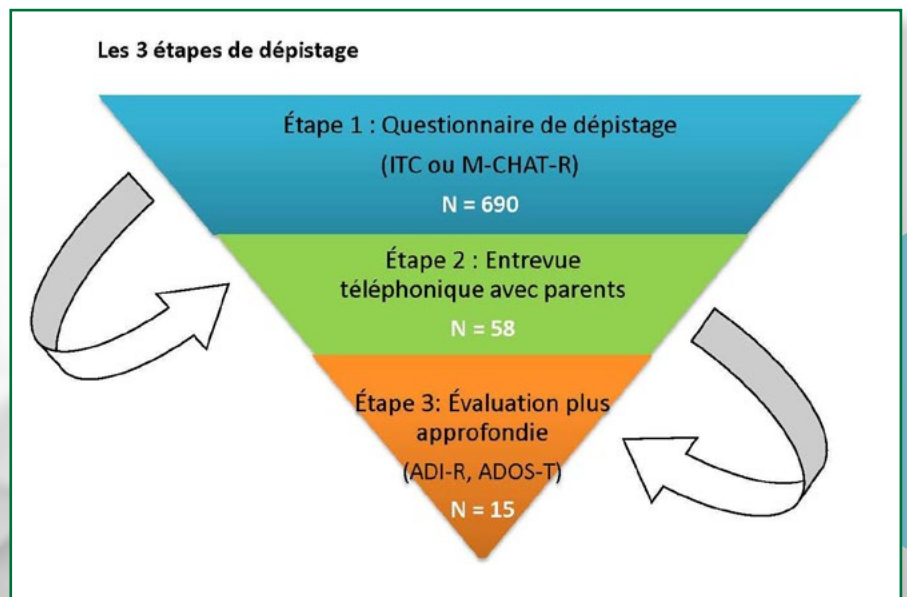 Les 3 étapes de dépistage
Étape 1 : Questionnaire de dépistage
(ITC ou M-CHAT-R)
N = 690
Étape 2 : Entrevue
téléphonique avec parents
N = 58
Étape 3: Évaluation plus
approfondie
(ADI-R, ADOS-T)
N = 15